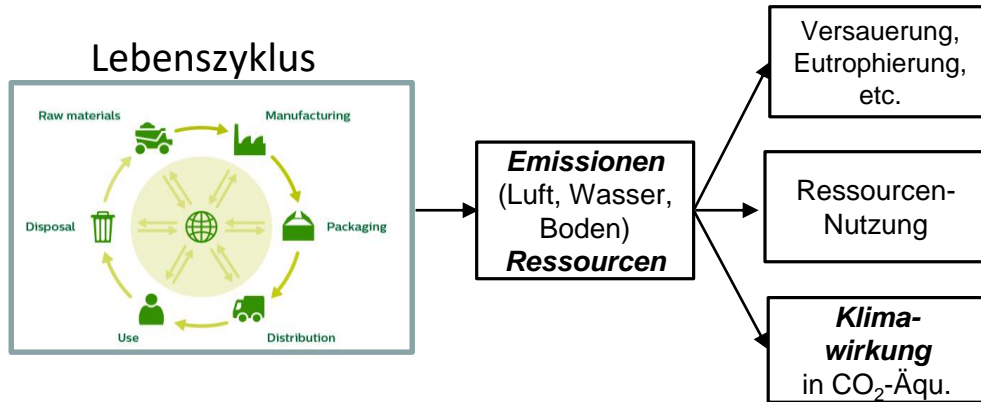 Lebenszyklus
Raw materials
Manufacturing
Disposal
Packaging
Use
Distribution
Emissionen
(Luft, Wasser,
Boden)
Ressourcen
Versauerung,
Eutrophierung,
etc.
Ressourcen-
Nutzung
Klima-
wirkung
in CO₂-Äqu.